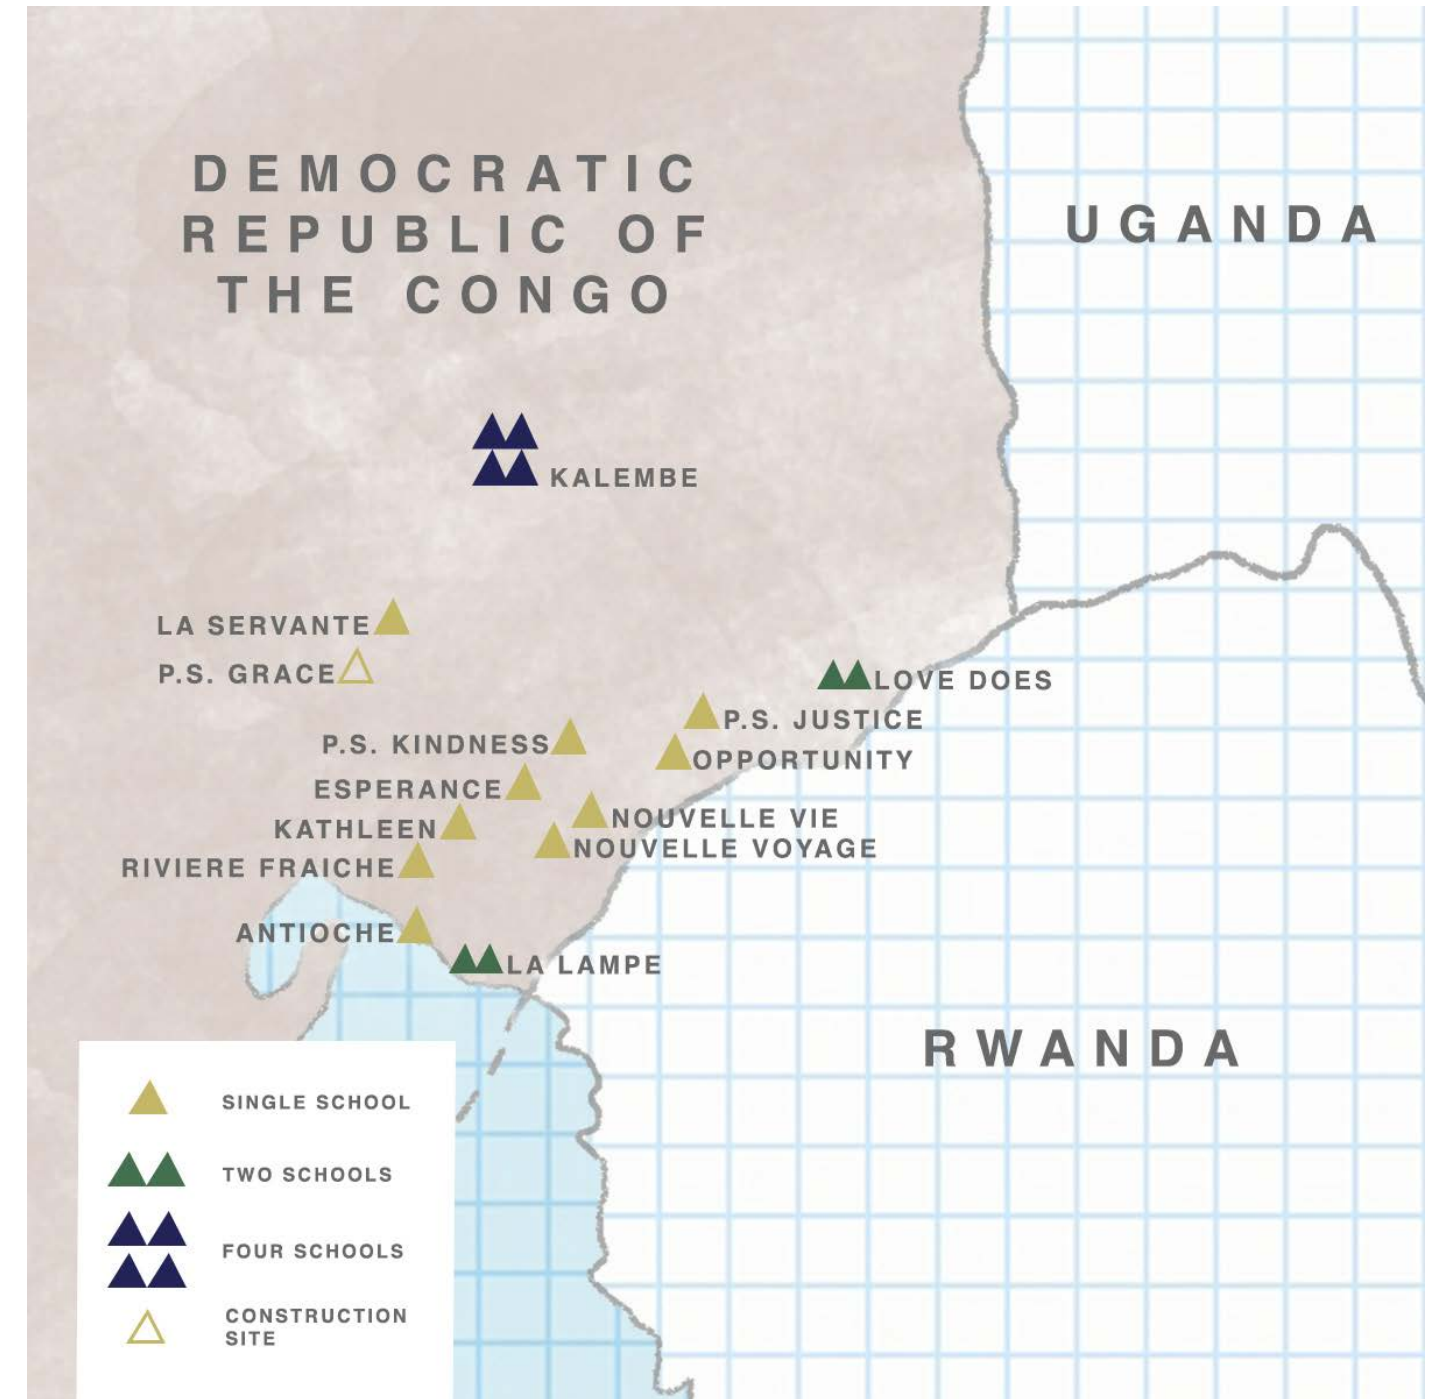 DEMOCRATIC
REPUBLIC OF
THE CONGO
UGANDA
KALEMBE
LA SERVANTE
P.S. GRACE
LOVE DOES
P.S. JUSTICE
P.S. KINDNESS
OPPORTUNITY
ESPERANCE
NOUVELLE VIE
KATHLEEN
NOUVELLE VOYAGE
RIVIERE FRAICHE
ANTIOCHE
LA LAMPE
RWANDA
SINGLE SCHOOL
TWO SCHOOLS
FOUR SCHOOLS
CONSTRUCTION
SITE